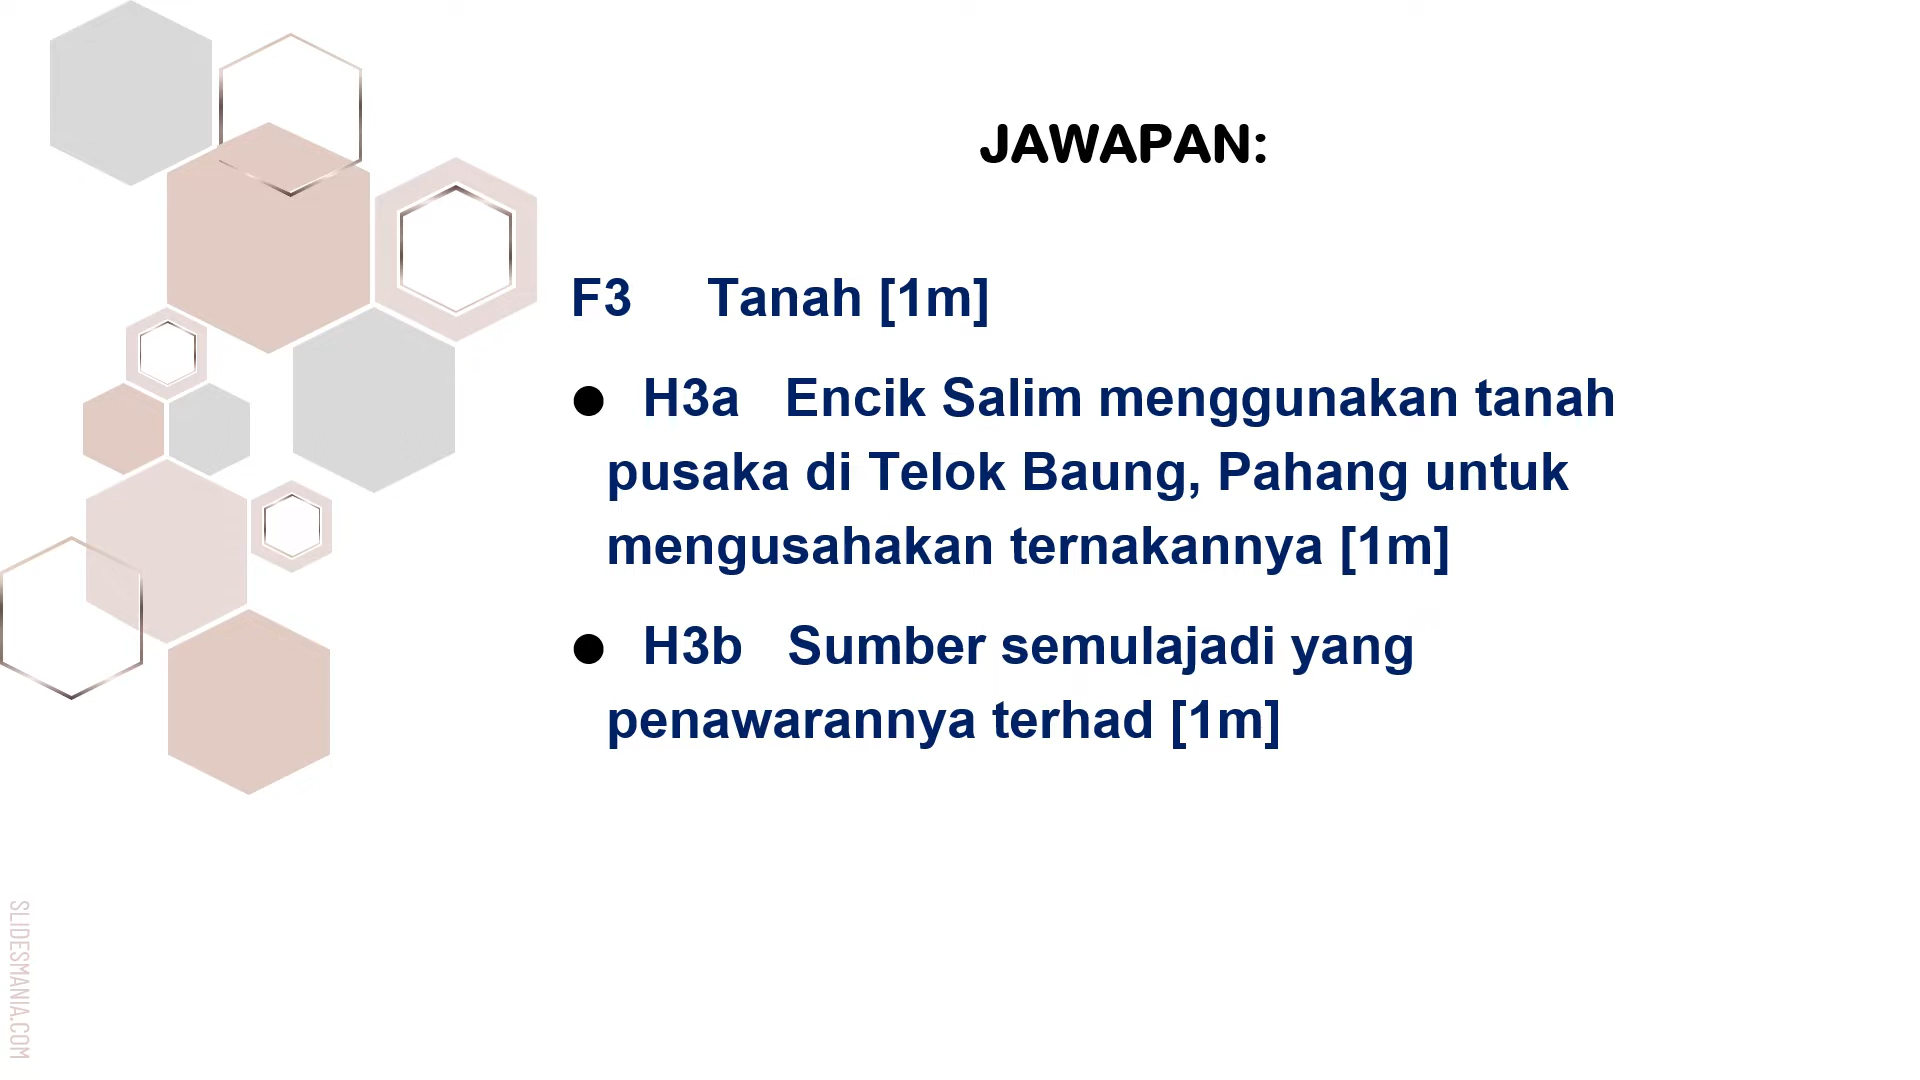 JAWAPAN:
F3 Tanah [1m]
● H3a Encik Salim menggunakan tanah
pusaka di Telok Baung, Pahang untuk
mengusahakan ternakannya [1m]
● H3b Sumber semulajadi yang
penawarannya terhad [1m]
SLIDESMANIA.COM